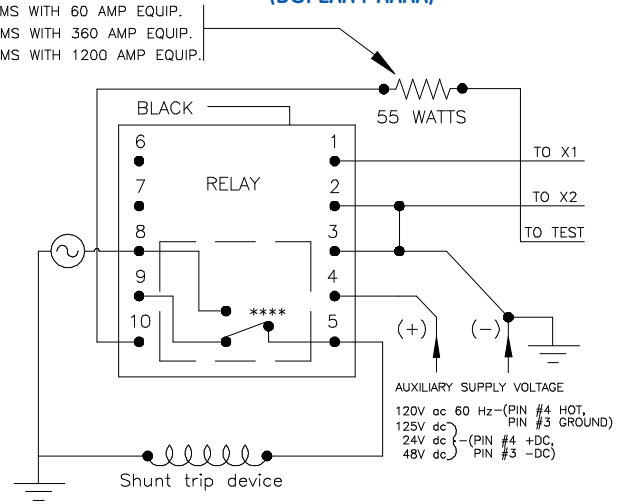 MS WITH 60 AMP EQUIP.
MS WITH 360 AMP EQUIP.
MS WITH 1200 AMP EQUIP.
55 WATTS
BLACK
6
1
TO X1
7
RELAY
2
TO X2
8
3
TO TEST
9
4
****
10
5
(+)
(-)
AUXILIARY SUPPLY VOLTAGE
120V ac 60 Hz-(PIN #4 HOT,
PIN #3 GROUND)
125V dc
24V dc -(PIN #4 +DC,
48V dc PIN #3 -DC)
Shunt trip device